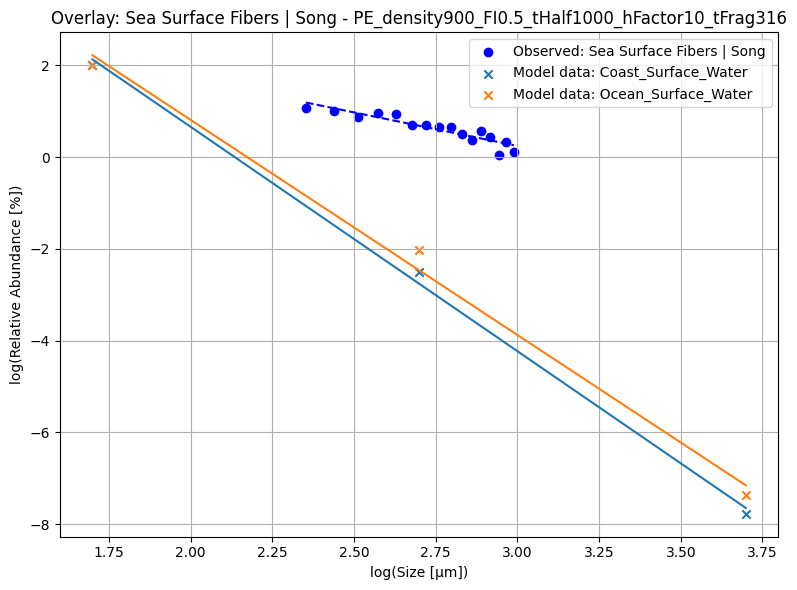 Overlay: Sea Surface Fibers | Song - PE_density900_FI0.5_tHalf1000_hFactor10_tFrag316
Observed: Sea Surface Fibers | Song
Model data: Coast_Surface_Water
Model data: Ocean_Surface_Water
log(Relative Abundance [%])
2
0
−2
−4
−6
−8
1.75
2.00
2.25
2.50
2.75
3.00
3.25
3.50
3.75
log(Size [μm])